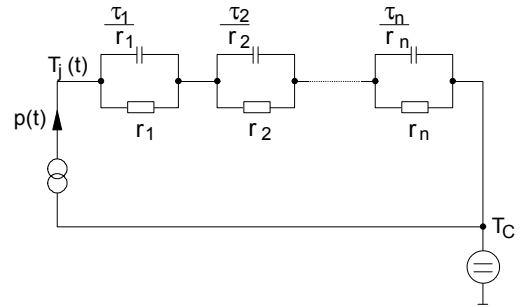 τ1/r1 τ2/r2 τn/rn
Tj(t)
r1 r2 rn
p(t)
TC